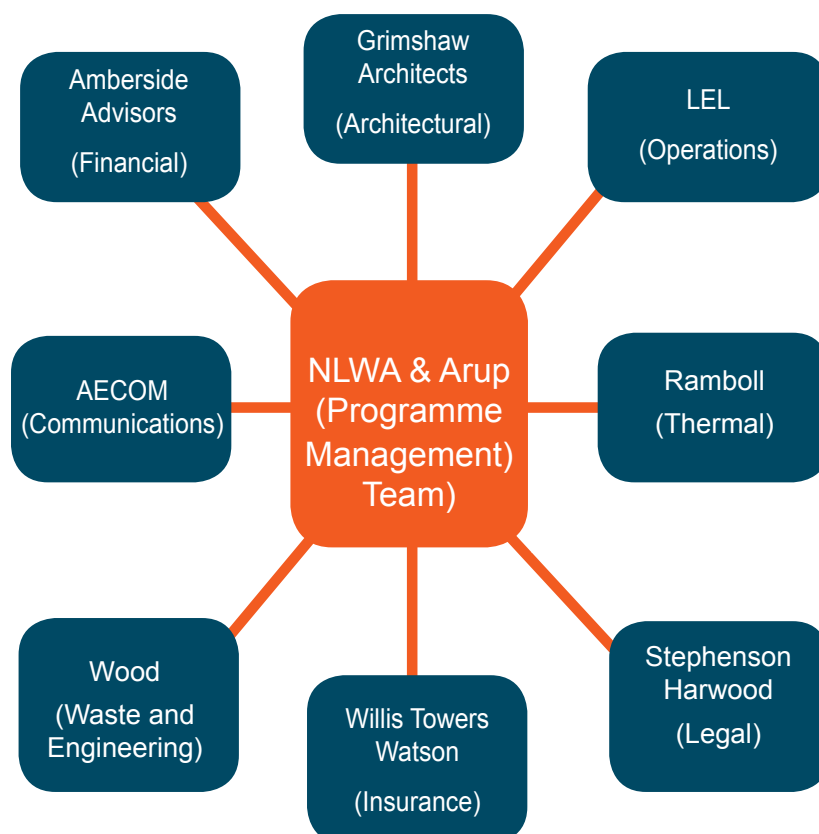 Amberside
Advisors
(Financial)
Grimshaw
Architects
(Architectural)
LEL
(Operations)
AECOM
(Communications)
NLWA & Arup
(Programme
Management)
Team)
Ramboll
(Thermal)
Wood
(Waste and
Engineering)
Willis Towers
Watson
(Insurance)
Stephenson
Harwood
(Legal)